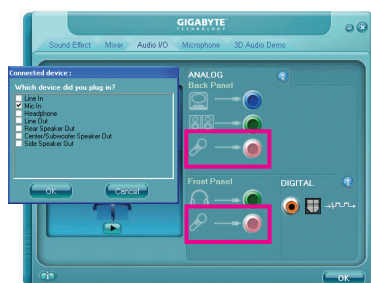 GIGABYTE
TECHNOLOGY
Sound Effect Mixer Audio I/O Microphone 3D Audio Demo
Connected device :
Which device did you plug in?
Line In
Mic In
Headphone
Line Out
Rear Speaker Out
Center/Subwoofer Speaker Out
Side Speaker Out
OK Cancel
ANALOG
Back Panel
Front Panel
DIGITAL
OK